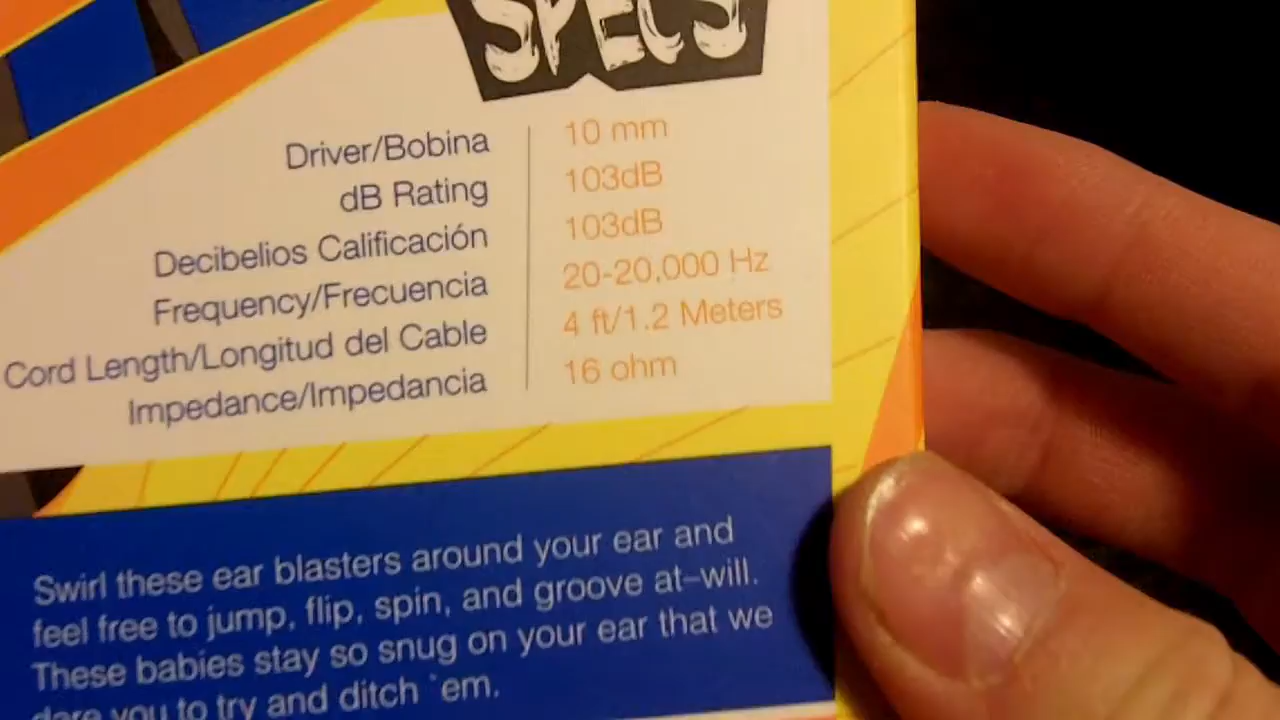 SPECS
Driver/Bobina 10 mm
dB Rating 103dB
Decibelios Calificación 103dB
Frequency/Frecuencia 20-20,000 Hz
Cord Length/Longitud del Cable 4 ft/1.2 Meters
Impedance/Impedancia 16 ohm
Swirl these ear blasters around your ear and
feel free to jump, flip, spin, and groove at-will.
These babies stay so snug on your ear that we
dare you to try and ditch `em.